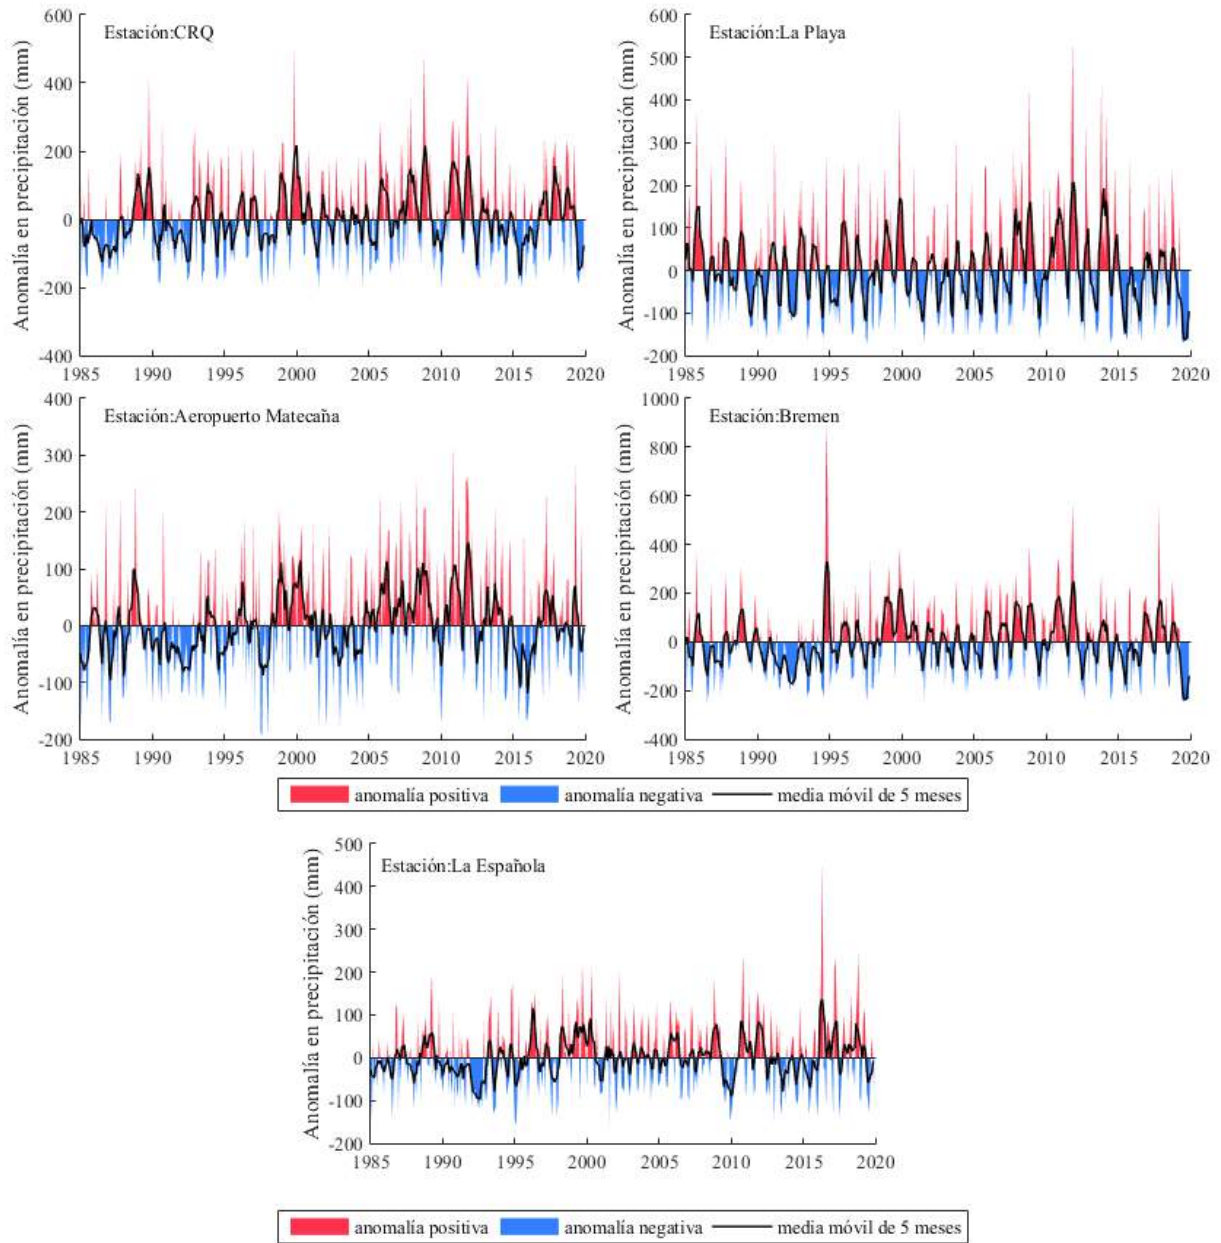 Estación:CRQ
Anomalía en precipitación (mm)
600
400
200
0
-200
-400
1985 1990 1995 2000 2005 2010 2015 2020
Estación:La Playa
Anomalía en precipitación (mm)
600
500
400
300
200
100
0
-100
-200
1985 1990 1995 2000 2005 2010 2015 2020
Estación:Aeropuerto Matecaña
Anomalía en precipitación (mm)
400
300
200
100
0
-100
-200
1985 1990 1995 2000 2005 2010 2015 2020
Estación:Bremen
Anomalía en precipitación (mm)
1000
800
600
400
200
0
-200
-400
1985 1990 1995 2000 2005 2010 2015 2020
anomalía positiva anomalía negativa media móvil de 5 meses
Estación:La Española
Anomalía en precipitación (mm)
500
400
300
200
100
0
-100
-200
1985 1990 1995 2000 2005 2010 2015 2020
anomalía positiva anomalía negativa media móvil de 5 meses